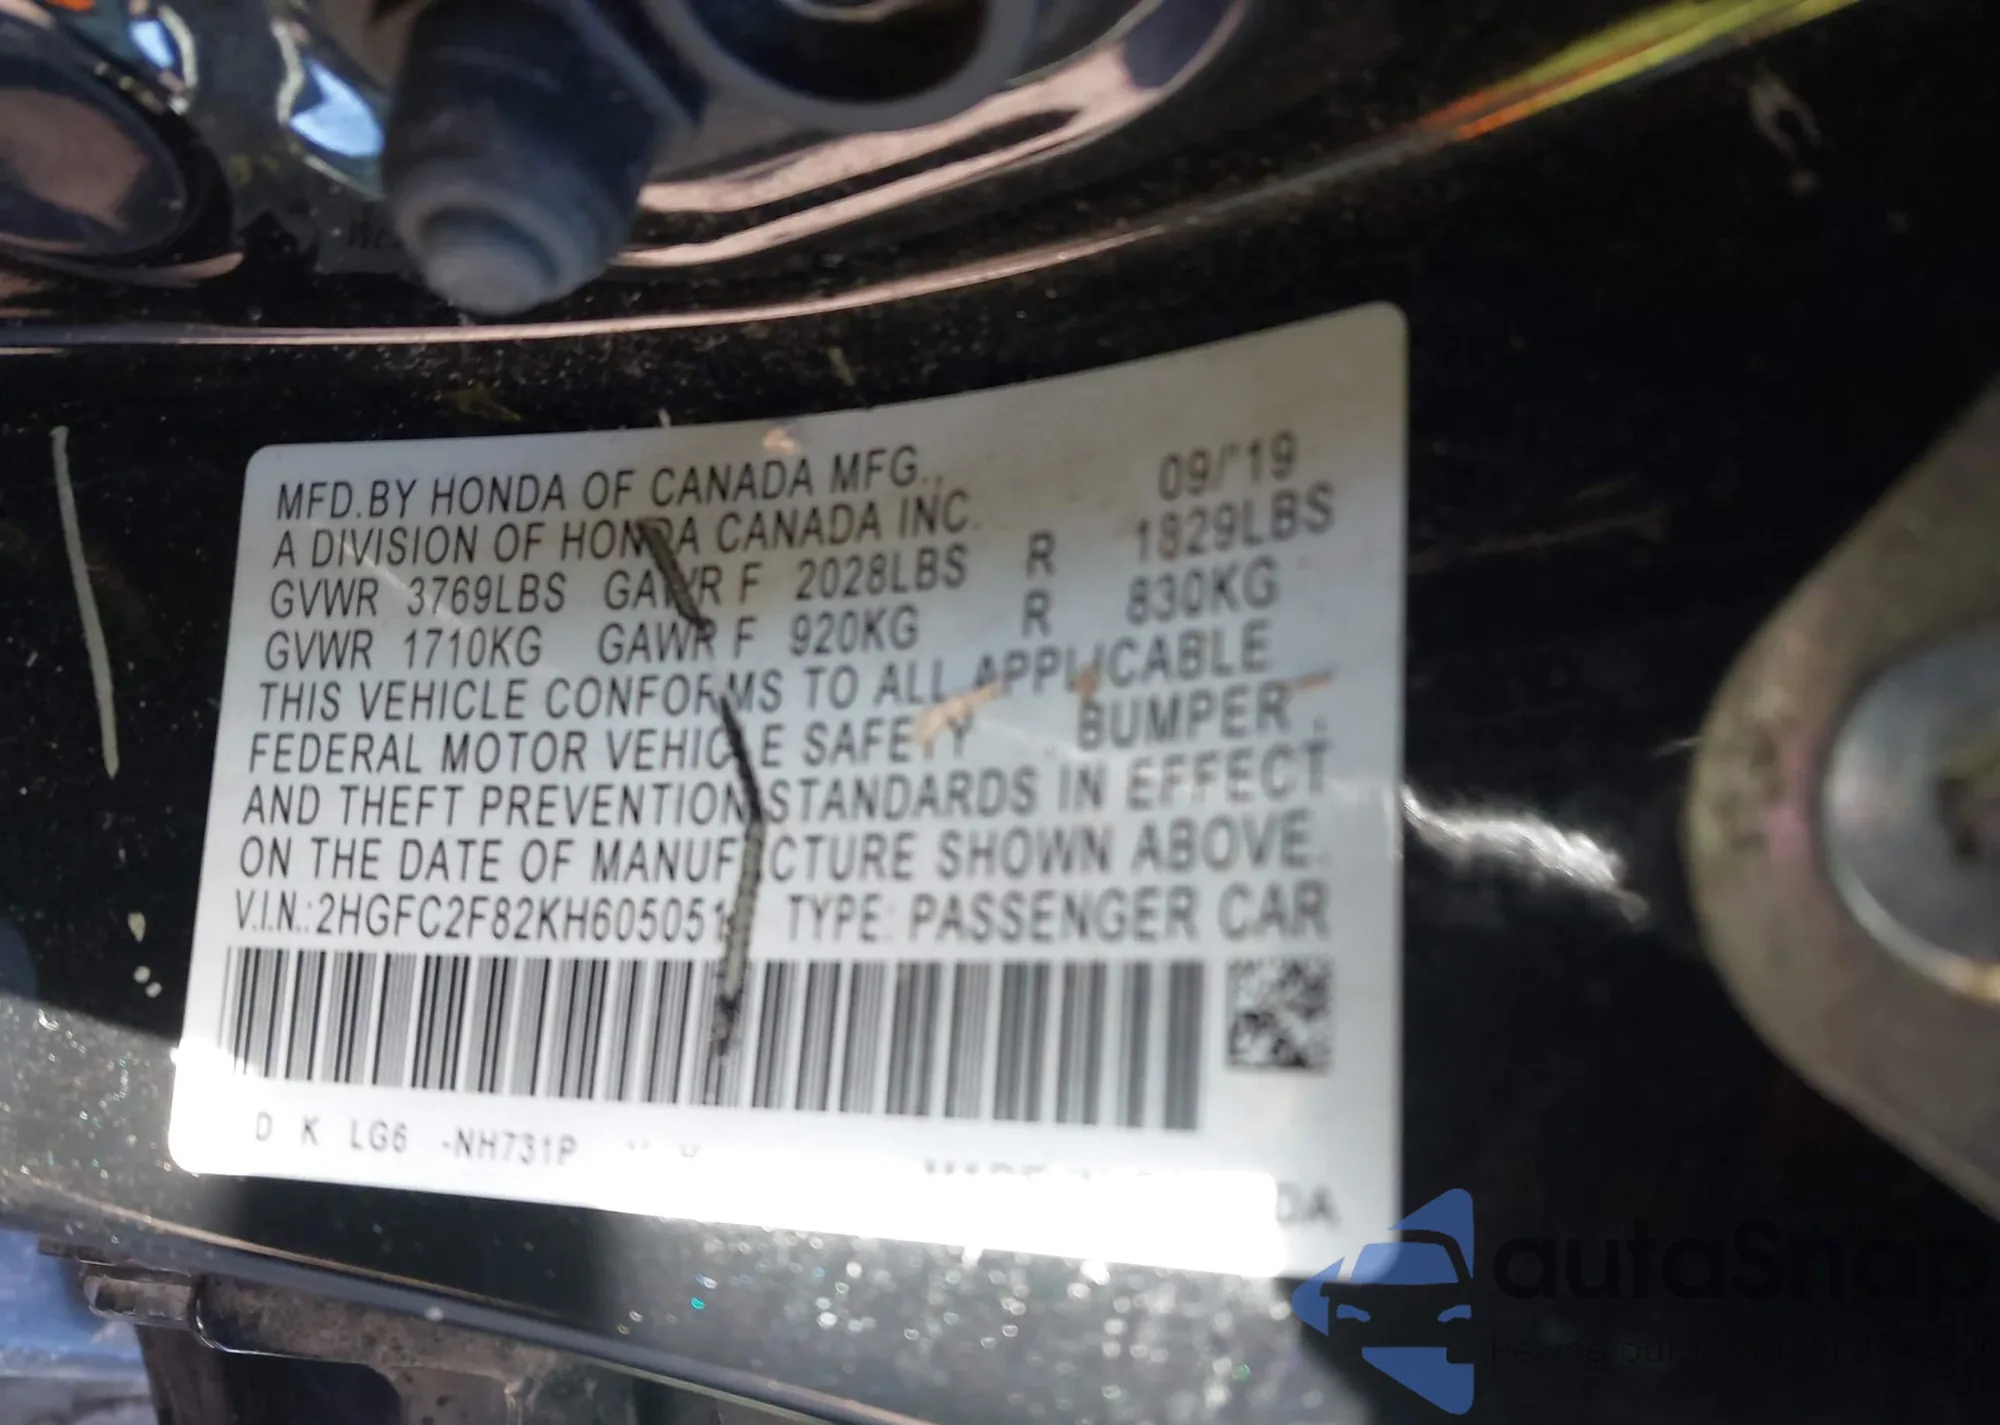 MFD.BY HONDA OF CANADA MFG., 09/'19
A DIVISION OF HONDA CANADA INC.
GVWR 3769LBS GAWR F 2028LBS R 1829LBS
GVWR 1710KG GAWR F 920KG R 830KG
THIS VEHICLE CONFORMS TO ALL APPLICABLE
FEDERAL MOTOR VEHICLE SAFETY , BUMPER ,
AND THEFT PREVENTION STANDARDS IN EFFECT
ON THE DATE OF MANUFACTURE SHOWN ABOVE.
V.I.N.: TYPE: PASSENGER CAR
D K LG6 -NH731P
autaSnap